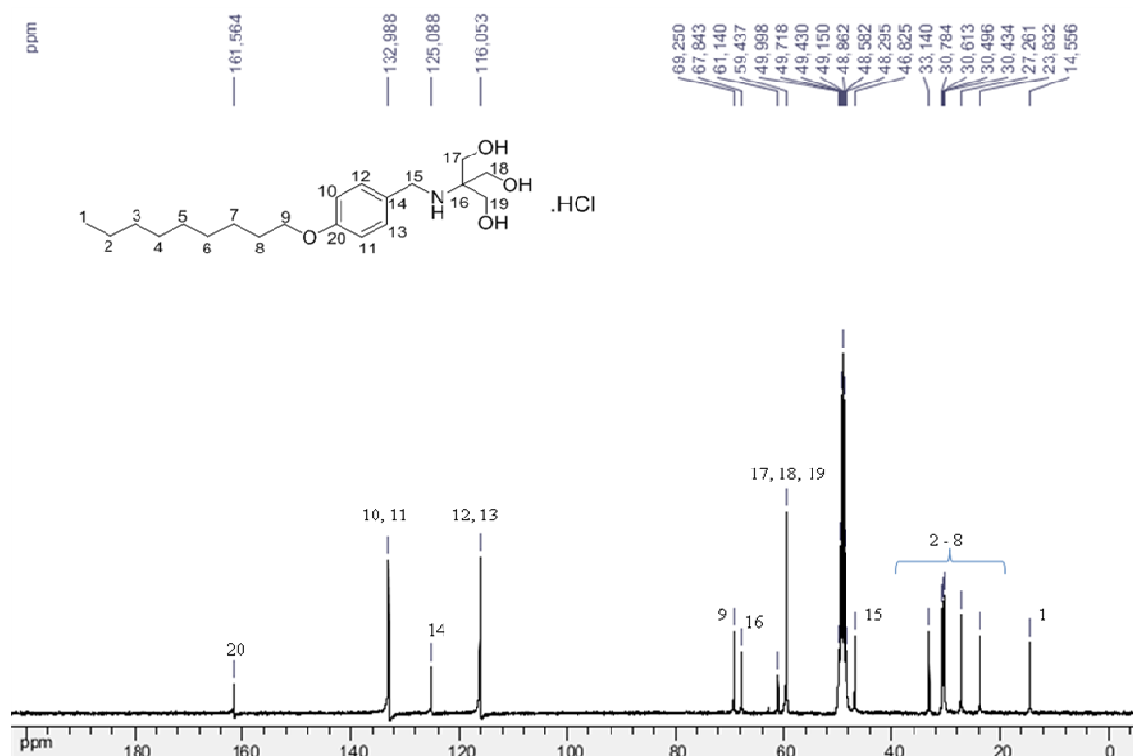 ppm
161,564
132,988
125,088
116,053
69,250
67,843
61,140
59,437
49,998
49,718
49,430
49,150
48,862
48,582
48,295
46,825
33,140
30,784
30,613
30,496
30,434
27,261
23,832
14,556
17 OH
12 15 18
10 OH
N
H 16 19
14
1 3 5 7 9 13 OH
.HCl
2 4 6 8 O 20 11
17, 18, 19
10, 11 12, 13
2 - 8
9 16 15 1
14
20
ppm 180 160 140 120 100 80 60 40 20 0